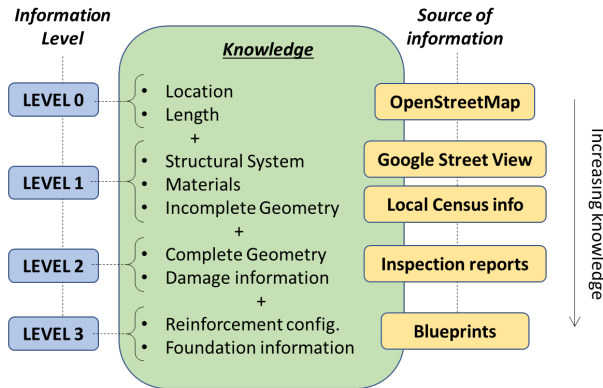 Information
Level
Knowledge
Source of
information
LEVEL 0
• Location
• Length
OpenStreetMap
+
LEVEL 1
• Structural System
• Materials
• Incomplete Geometry
Google Street View
Local Census info
+
LEVEL 2
• Complete Geometry
• Damage information
Inspection reports
+
LEVEL 3
• Reinforcement config.
• Foundation information
Blueprints
Increasing knowledge